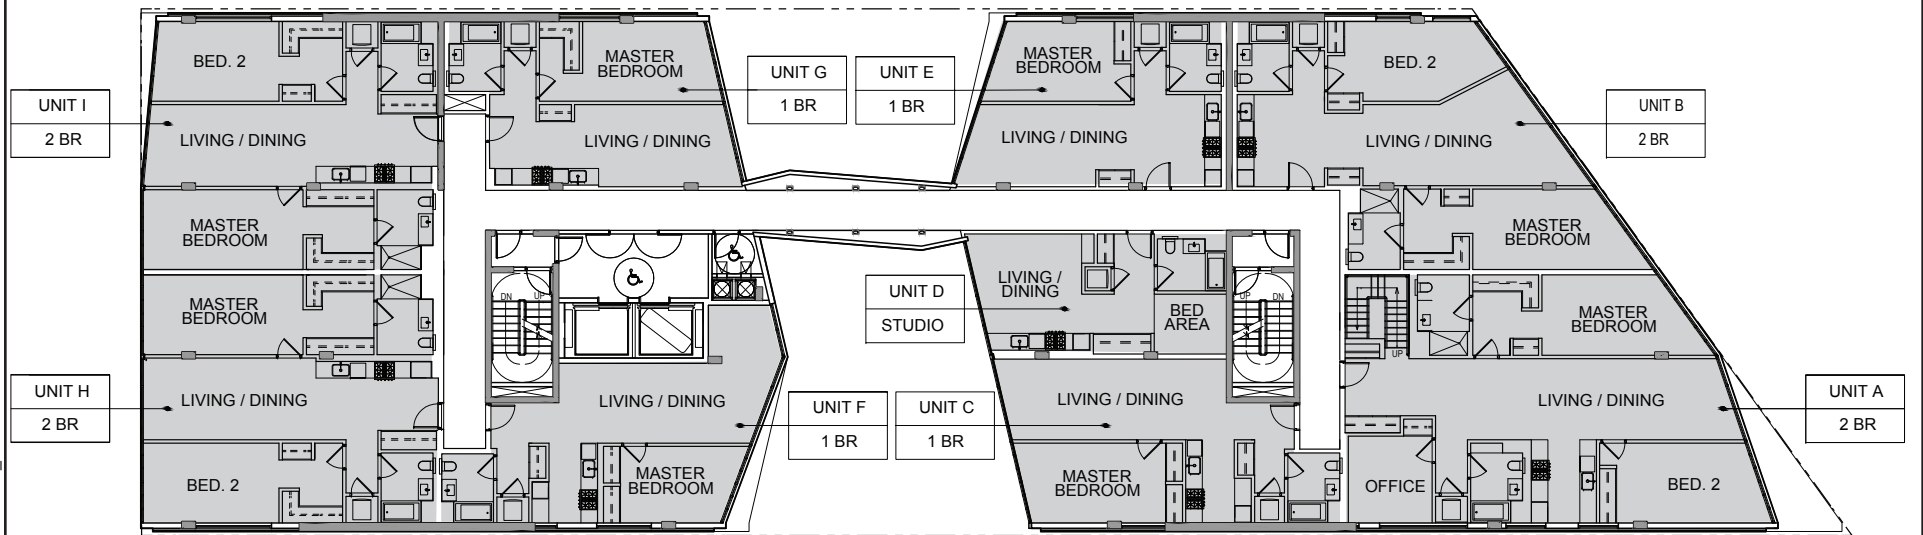 BED. 2
MASTER
BEDROOM
UNIT G
1 BR
UNIT E
1 BR
MASTER
BEDROOM
BED. 2
UNIT I
2 BR
UNIT B
2 BR
LIVING / DINING
LIVING / DINING
LIVING / DINING
LIVING / DINING
MASTER
BEDROOM
MASTER
BEDROOM
LIVING /
DINING
UNIT D
STUDIO
BED
AREA
DN
UP
UP
DN
MASTER
BEDROOM
MASTER
BEDROOM
UP
UNIT H
2 BR
LIVING / DINING
LIVING / DINING
UNIT F
1 BR
UNIT C
1 BR
LIVING / DINING
LIVING / DINING
UNIT A
2 BR
BED. 2
MASTER
BEDROOM
MASTER
BEDROOM
OFFICE
BED. 2